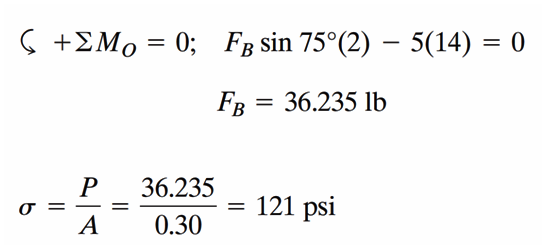 ↺ +ΣM_O = 0; F_B sin 75°(2) − 5(14) = 0
F_B = 36.235 lb
σ = P/A = 36.235/0.30 = 121 psi